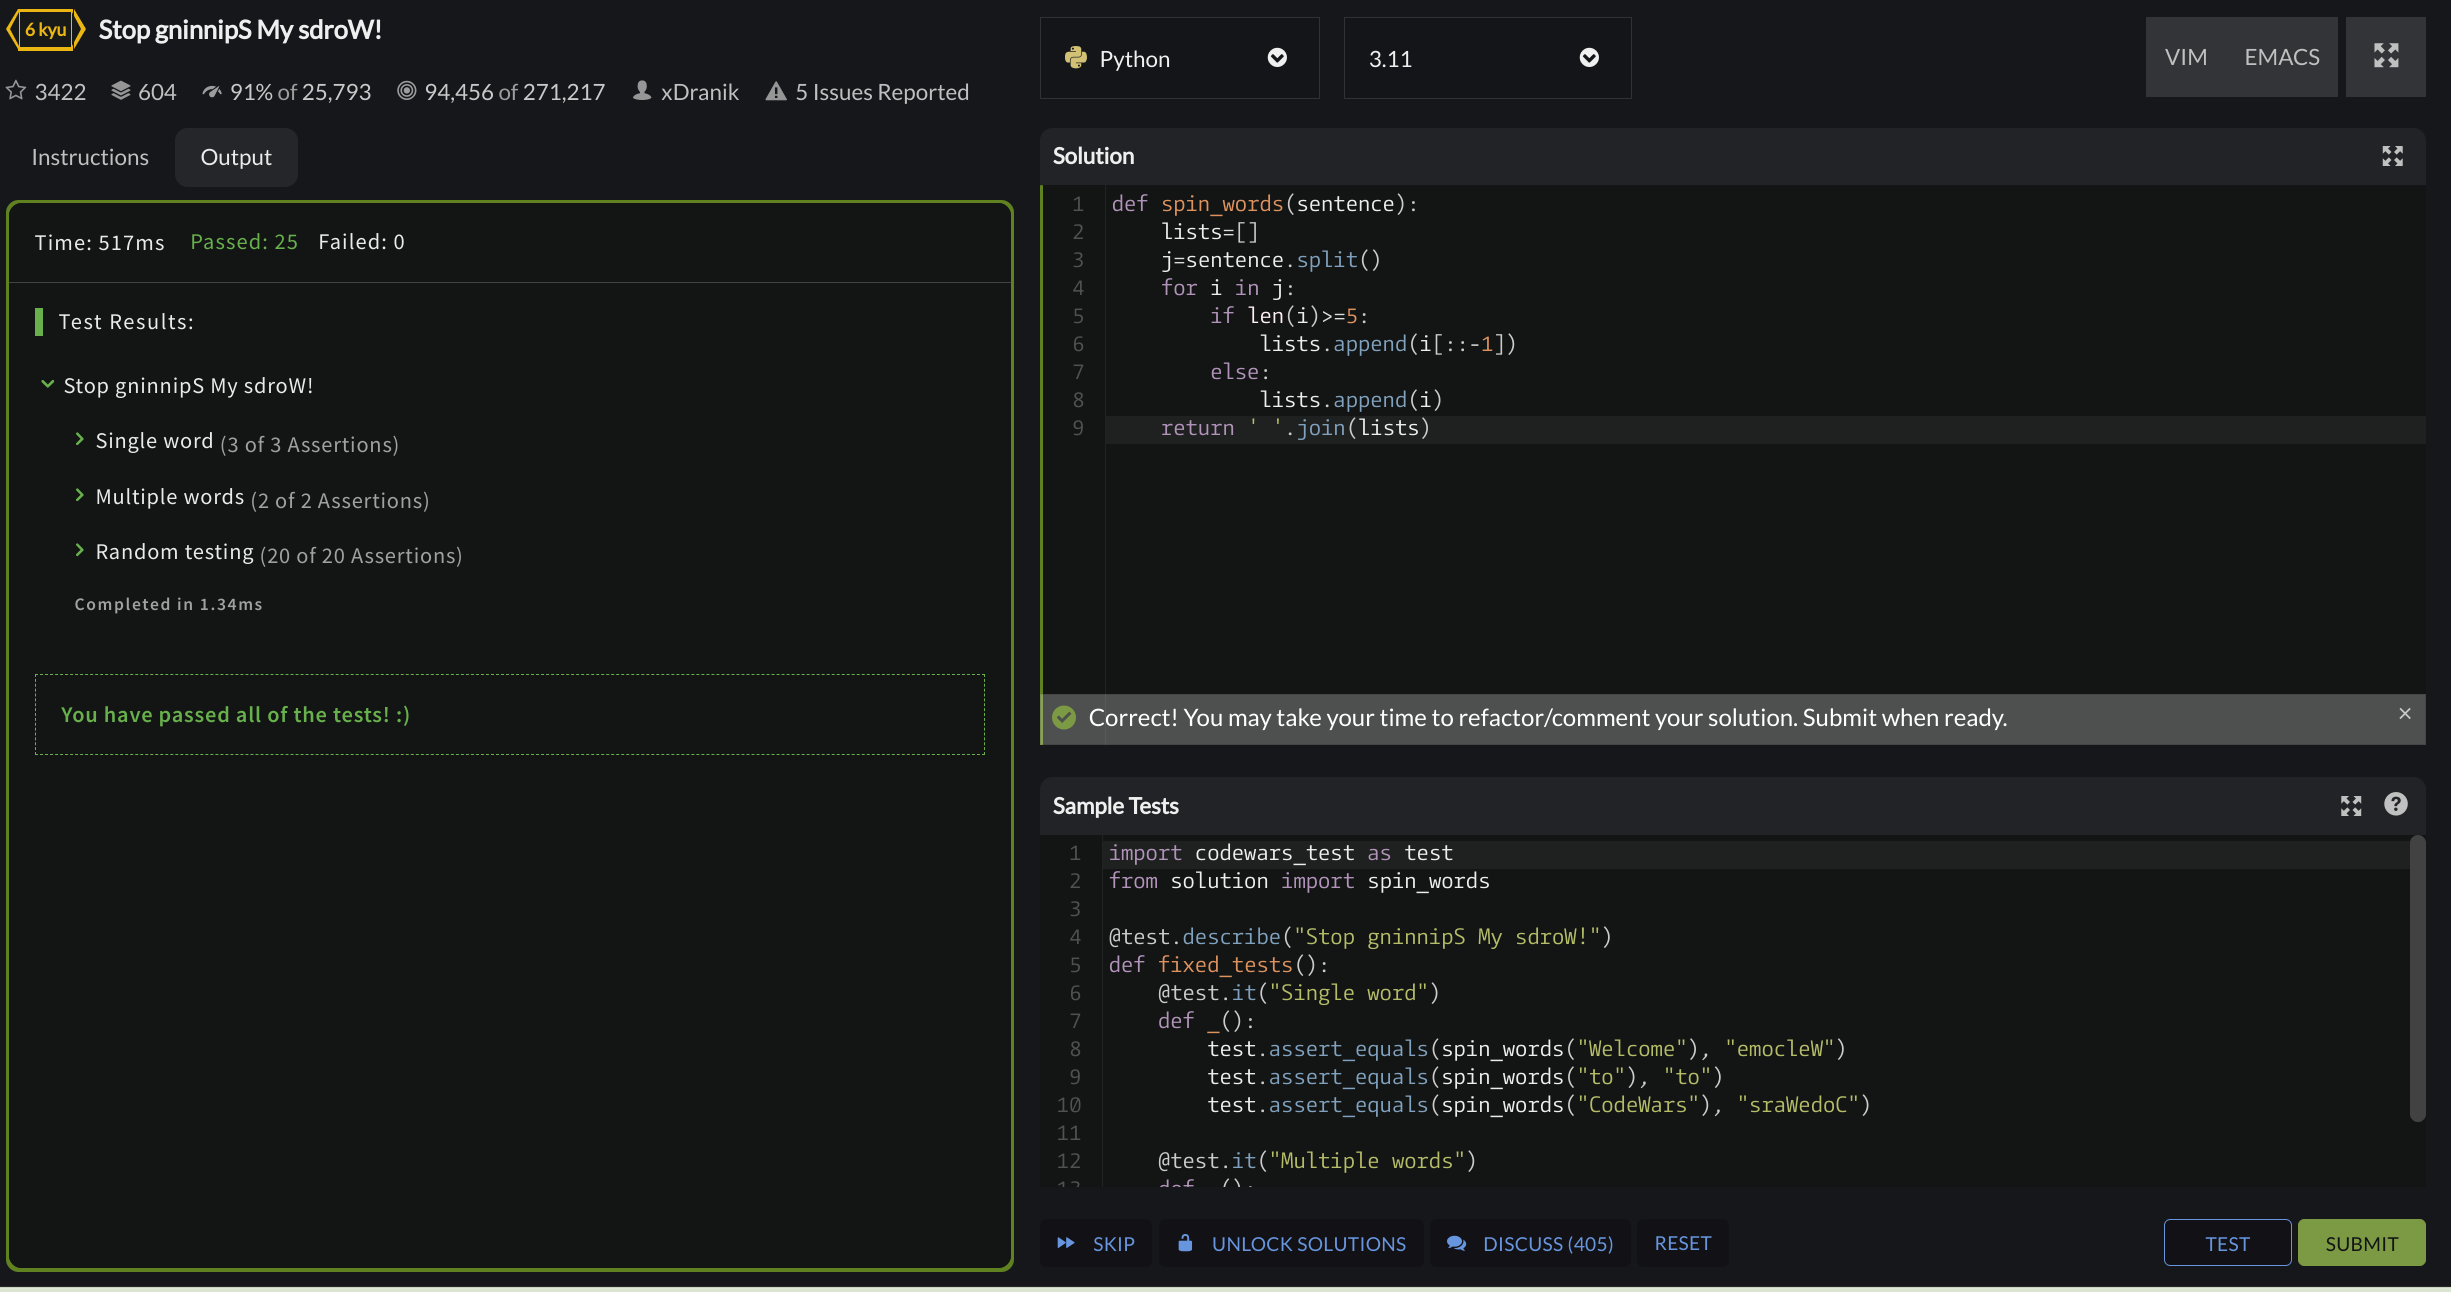 6 kyu Stop gninnipS My sdroW!
3422 604 91% of 25,793 94,456 of 271,217 xDranik 5 Issues Reported
Instructions Output
Time: 517ms Passed: 25 Failed: 0
Test Results:
Stop gninnipS My sdroW!
Single word (3 of 3 Assertions)
Multiple words (2 of 2 Assertions)
Random testing (20 of 20 Assertions)
Completed in 1.34ms
You have passed all of the tests! :)
Python 3.11 VIM EMACS
Solution
1 def spin_words(sentence):
2     lists=[]
3     j=sentence.split()
4     for i in j:
5         if len(i)>=5:
6             lists.append(i[::-1])
7         else:
8             lists.append(i)
9     return ' '.join(lists)
Correct! You may take your time to refactor/comment your solution. Submit when ready.
Sample Tests
1 import codewars_test as test
2 from solution import spin_words
3
4 @test.describe("Stop gninnipS My sdroW!")
5 def fixed_tests():
6     @test.it("Single word")
7     def _():
8         test.assert_equals(spin_words("Welcome"), "emocleW")
9         test.assert_equals(spin_words("to"), "to")
10         test.assert_equals(spin_words("CodeWars"), "sraWedoC")
11
12     @test.it("Multiple words")
13     def _():
SKIP UNLOCK SOLUTIONS DISCUSS (405) RESET TEST SUBMIT